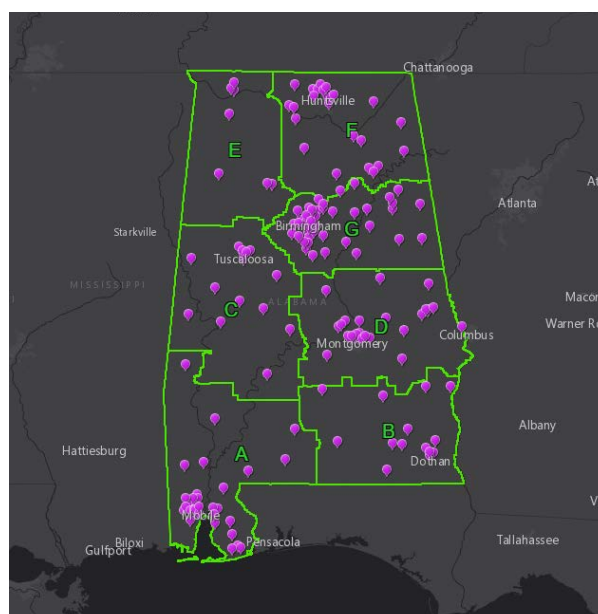 Chattanooga
Huntsville
F
E
Atlanta
At
G
Birmingham
Starkville
Tuscaloosa
MISSISSIPPI
ALABAMA
Macon
C
D
Warner Ro
Montgomery
Columbus
Albany
B
Hattiesburg
A
Dothan
V
Mobile
Biloxi
Pensacola
Tallahassee
Gulfport